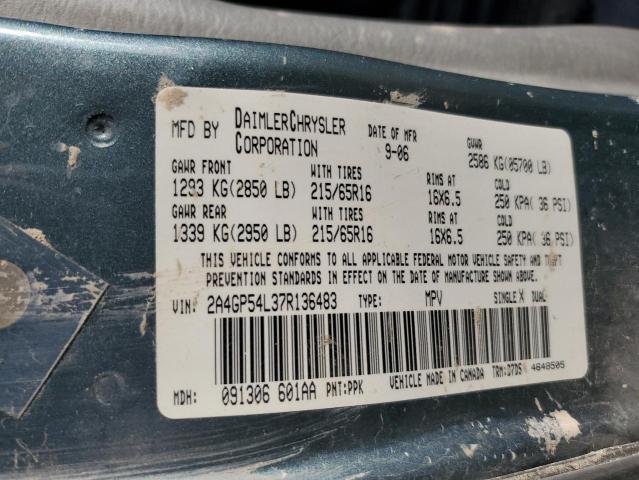 MFD BY DAIMLERCHRYSLER CORPORATION DATE OF MFR 9-06 GVWR 2586 KG(05700 LB)
GAWR FRONT WITH TIRES RIMS AT COLD
1293 KG(2850 LB) 215/65R16 16X6.5 250 KPA( 36 PSI)
GAWR REAR WITH TIRES RIMS AT COLD
1339 KG(2950 LB) 215/65R16 16X6.5 250 KPA( 36 PSI)
THIS VEHICLE CONFORMS TO ALL APPLICABLE FEDERAL MOTOR VEHICLE SAFETY AND THEFT
PREVENTION STANDARDS IN EFFECT ON THE DATE OF MANUFACTURE SHOWN ABOVE.
VIN: 2A4GP54L37R136483 TYPE: MPV SINGLE X DUAL
MDH: 091306 601AA PNT:PPK VEHICLE MADE IN CANADA TRM:D7D5 4648505